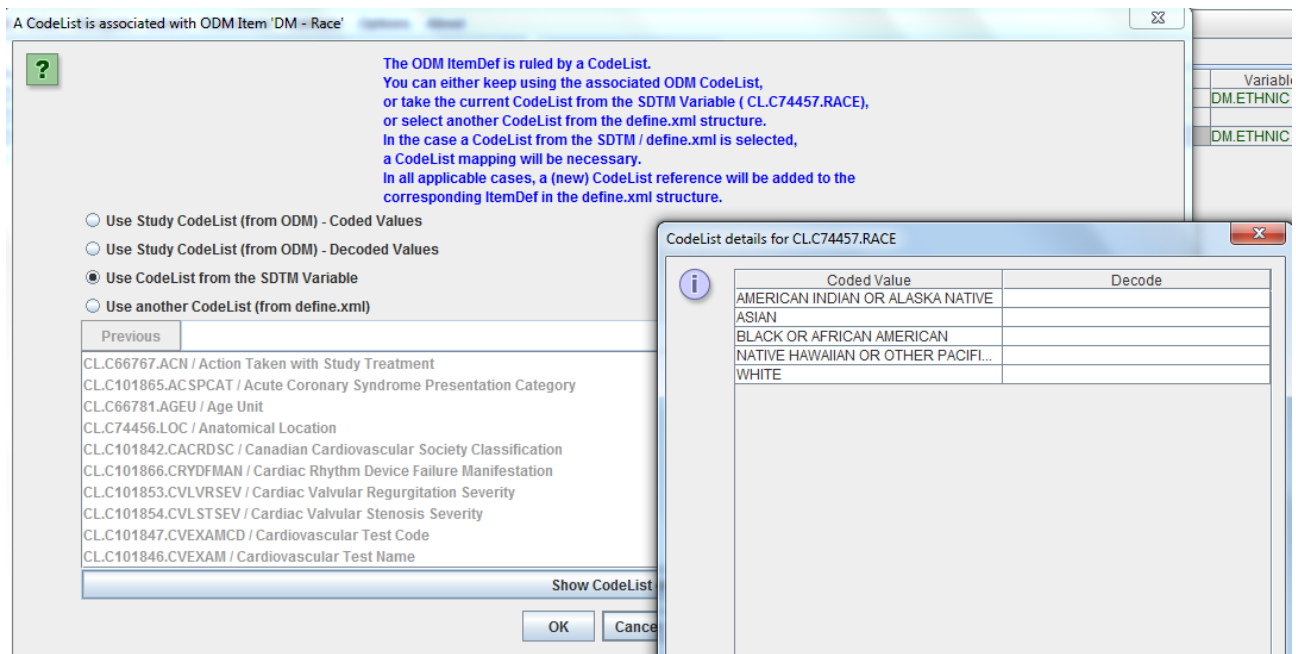 A CodeList is associated with ODM Item 'DM - Race'
The ODM ItemDef is ruled by a CodeList.
You can either keep using the associated ODM CodeList,
or take the current CodeList from the SDTM Variable ( CL.C74457.RACE),
or select another CodeList from the define.xml structure.
In the case a CodeList from the SDTM / define.xml is selected,
a CodeList mapping will be necessary.
In all applicable cases, a (new) CodeList reference will be added to the
corresponding ItemDef in the define.xml structure.
Use Study CodeList (from ODM) - Coded Values
Use Study CodeList (from ODM) - Decoded Values
Use CodeList from the SDTM Variable
Use another CodeList (from define.xml)
Previous
CL.C66767.ACN / Action Taken with Study Treatment
CL.C101865.ACSPCAT / Acute Coronary Syndrome Presentation Category
CL.C66781.AGEU / Age Unit
CL.C74456.LOC / Anatomical Location
CL.C101842.CACRDSC / Canadian Cardiovascular Society Classification
CL.C101866.CRYDFMAN / Cardiac Rhythm Device Failure Manifestation
CL.C101853.CVLVRSEV / Cardiac Valvular Regurgitation Severity
CL.C101854.CVLSTSEV / Cardiac Valvular Stenosis Severity
CL.C101847.CVEXAMCD / Cardiovascular Test Code
CL.C101846.CVEXAM / Cardiovascular Test Name
Show CodeList
OK Cance
Variable
DM.ETHNIC
DM.ETHNIC
CodeList details for CL.C74457.RACE
Coded Value Decode
AMERICAN INDIAN OR ALASKA NATIVE
ASIAN
BLACK OR AFRICAN AMERICAN
NATIVE HAWAIIAN OR OTHER PACIFI...
WHITE